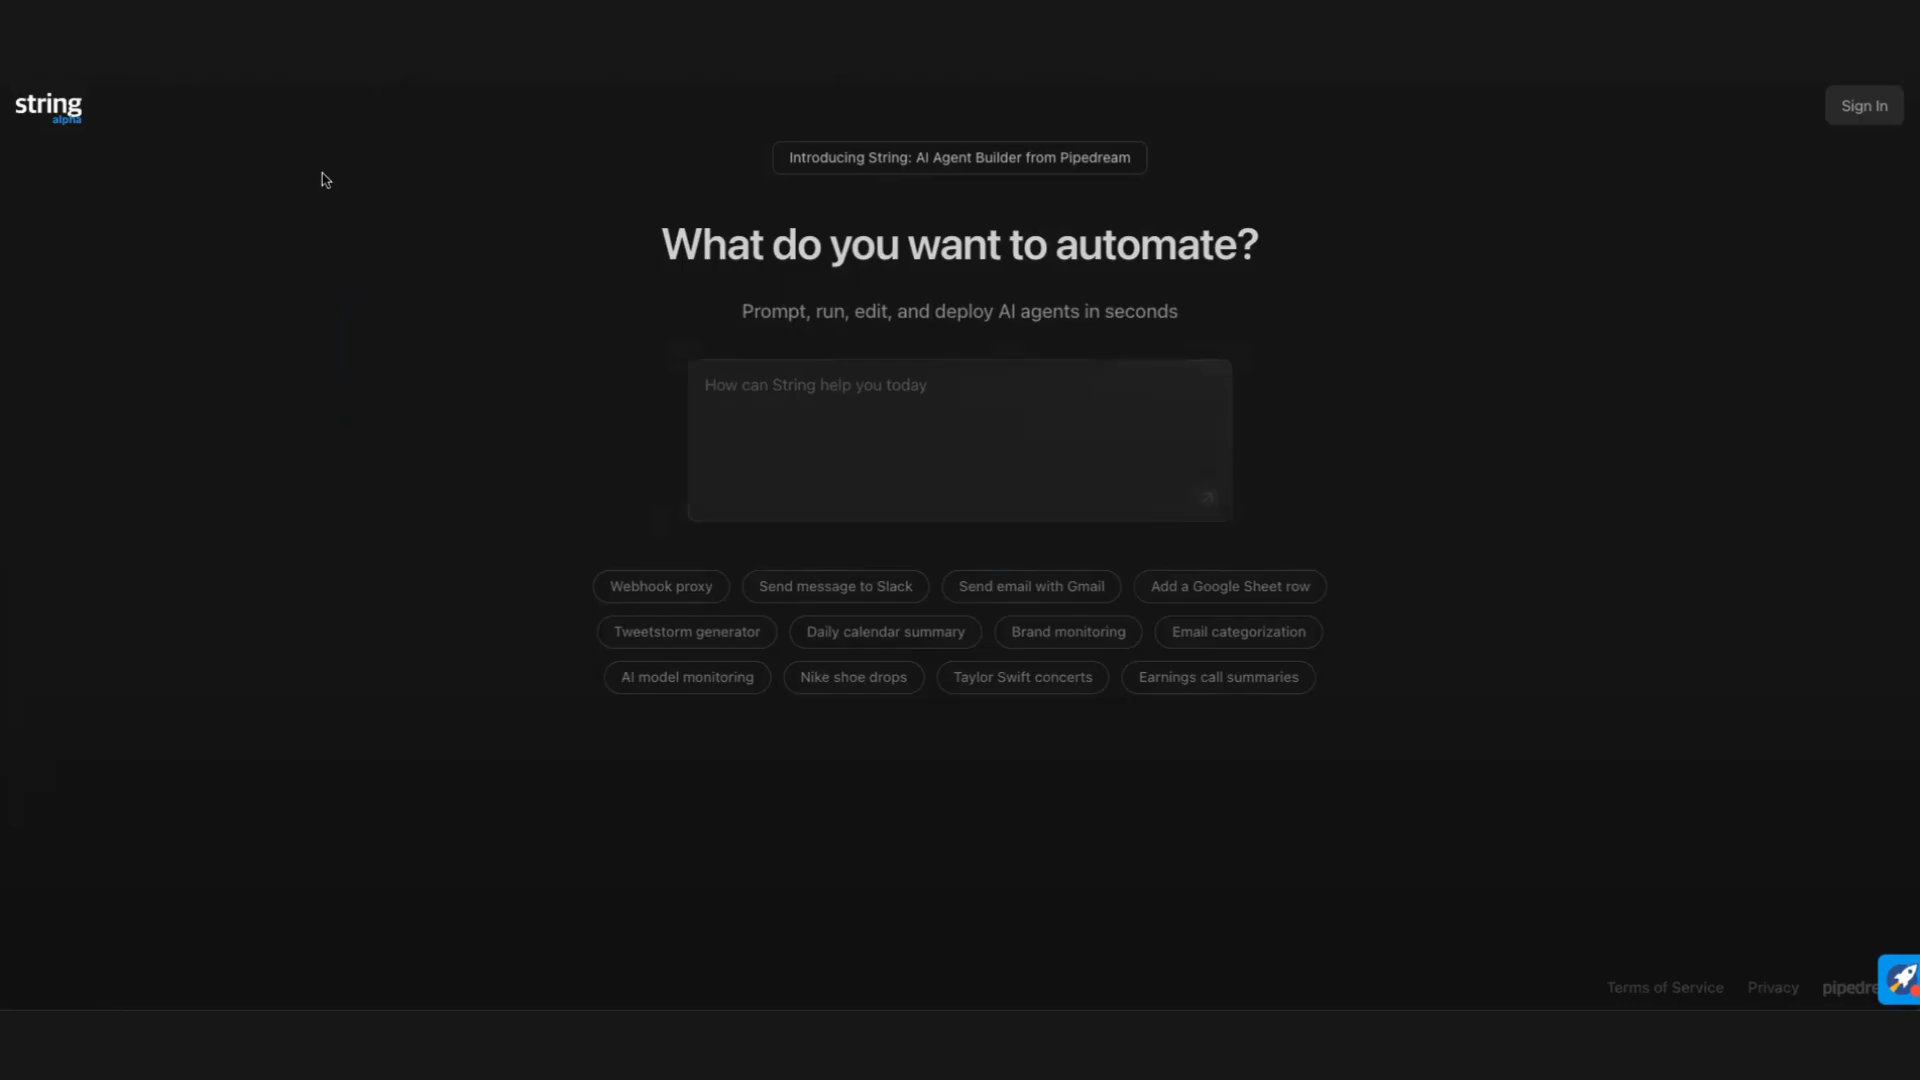 string
alpha
Sign In
Introducing String: AI Agent Builder from Pipedream
What do you want to automate?
Prompt, run, edit, and deploy AI agents in seconds
How can String help you today
Webhook proxy
Send message to Slack
Send email with Gmail
Add a Google Sheet row
Tweetstorm generator
Daily calendar summary
Brand monitoring
Email categorization
AI model monitoring
Nike shoe drops
Taylor Swift concerts
Earnings call summaries
Terms of Service
Privacy
pipedre